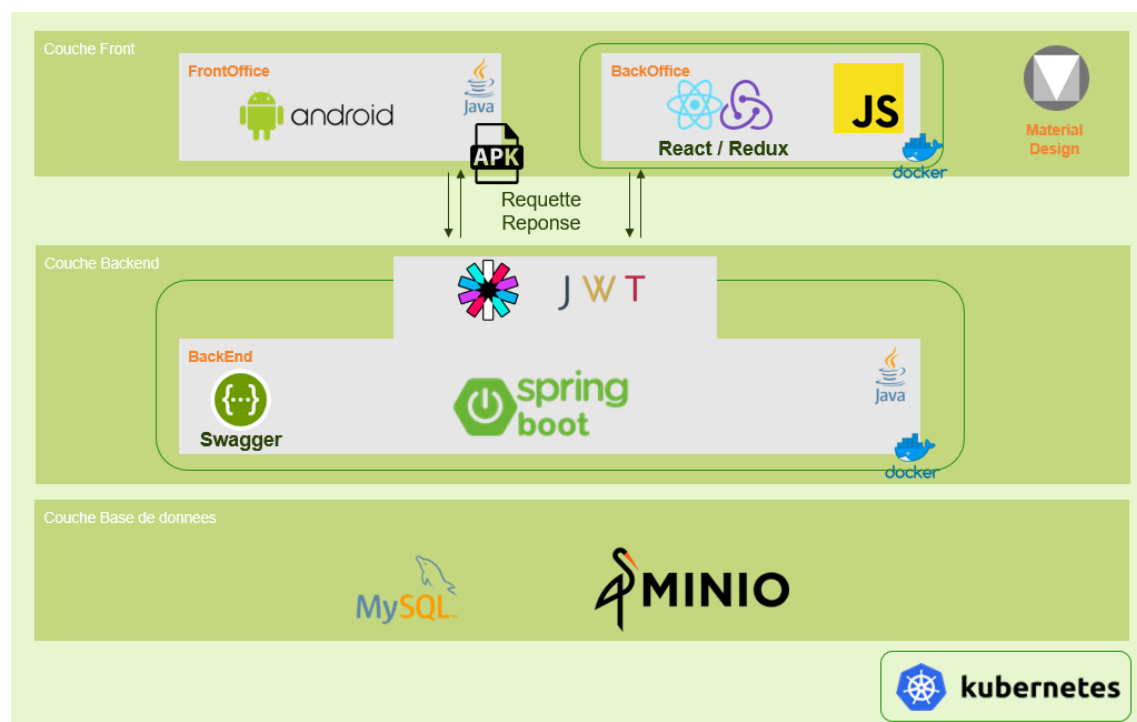 Couche Front
FrontOffice
android
Java
APK
BackOffice
React / Redux
JS
docker
Material
Design
Requette
Reponse
Couche Backend
JWT
BackEnd
{...}
Swagger
spring
boot
Java
docker
Couche Base de donnees
MySQL™
MINIO
kubernetes